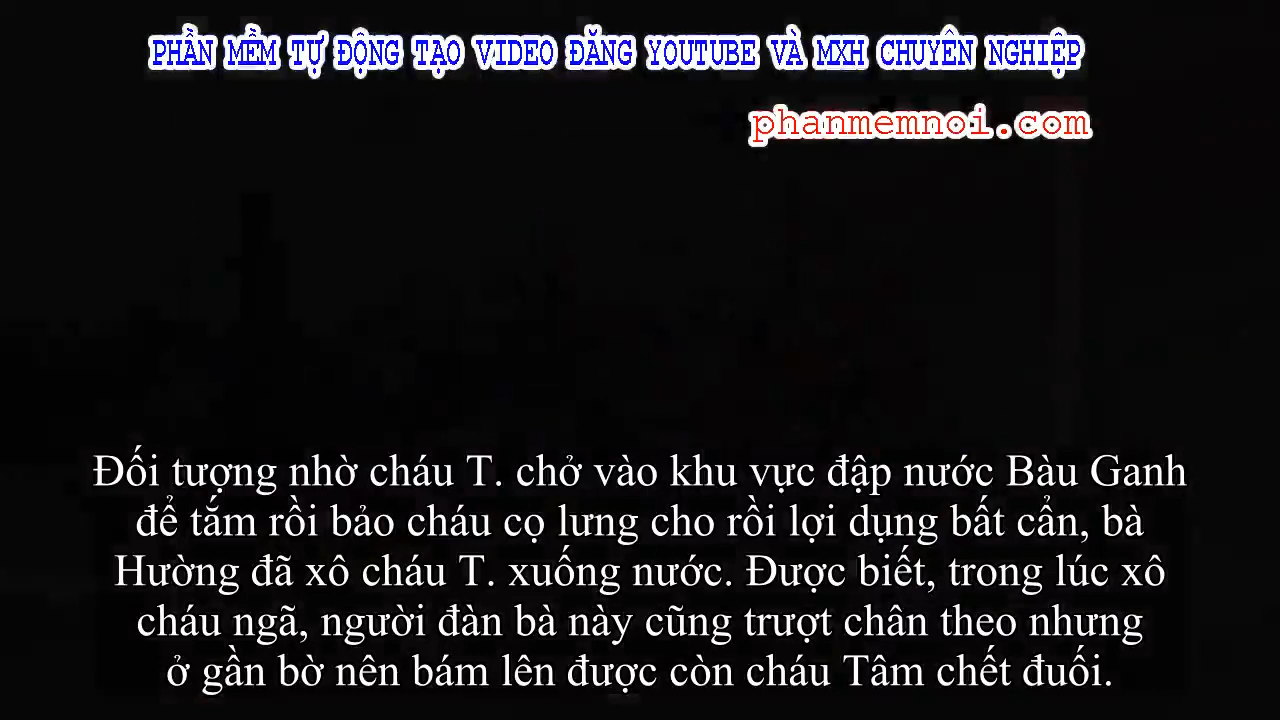 PHẦN MỀM TỰ ĐỘNG TẠO VIDEO ĐĂNG YOUTUBE VÀ MXH CHUYÊN NGHIỆP
phanmemnoi.com
Đối tượng nhờ cháu T. chở vào khu vực đập nước Bàu Ganh
để tắm rồi bảo cháu cọ lưng cho rồi lợi dụng bất cẩn, bà
Hường đã xô cháu T. xuống nước. Được biết, trong lúc xô
cháu ngã, người đàn bà này cũng trượt chân theo nhưng
ở gần bờ nên bám lên được còn cháu Tâm chết đuối.